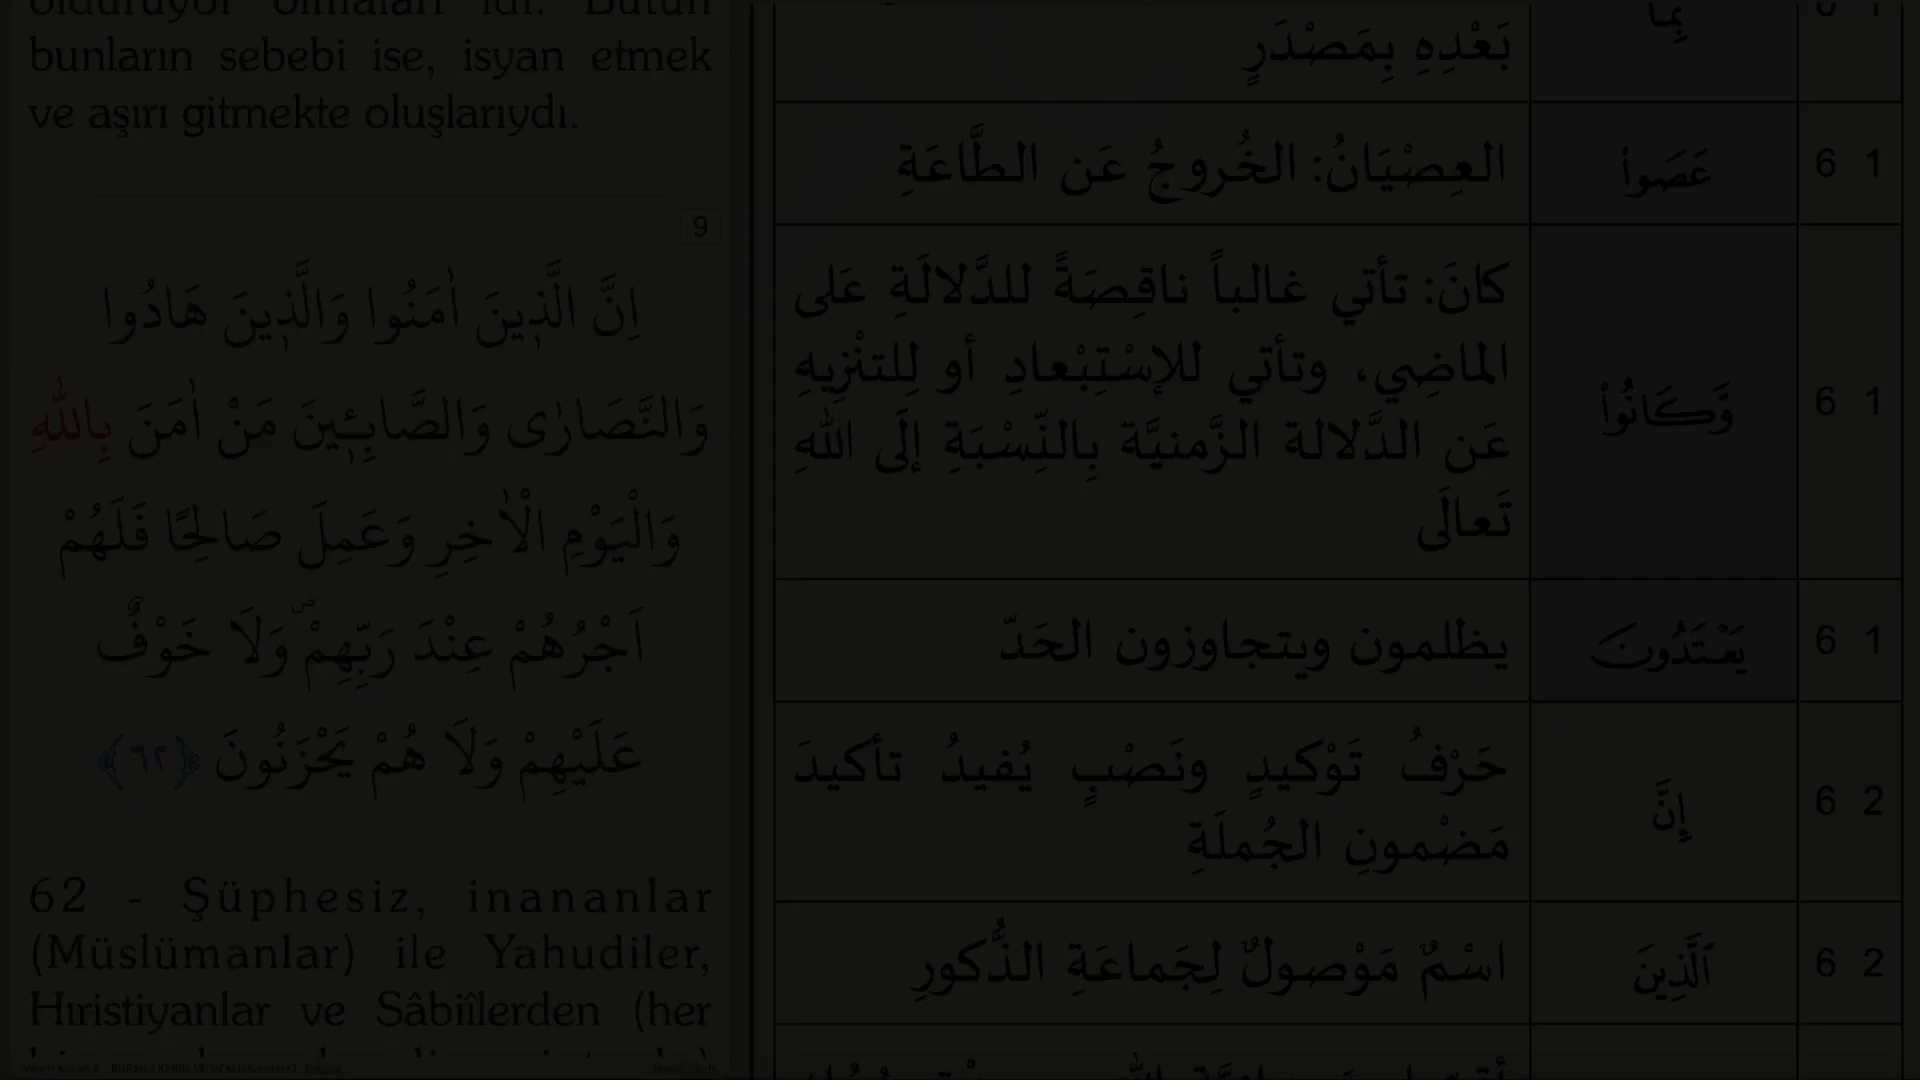 bunların sebebi ise, isyan etmek
ve aşırı gitmekte oluşlarıydı.
9
اِنَّ الَّذ۪ينَ اٰمَنُوا وَالَّذ۪ينَ هَادُوا
وَالنَّصَارٰى وَالصَّابِـ۪ٔينَ مَنْ اٰمَنَ بِاللّٰهِ
وَالْيَوْمِ الْاٰخِرِ وَعَمِلَ صَالِحًا فَلَهُمْ
اَجْرُهُمْ عِنْدَ رَبِّهِمْۖ وَلَا خَوْفٌ
عَلَيْهِمْ وَلَا هُمْ يَحْزَنُونَ ﴿٦٢﴾
62 - Şüphesiz, inananlar
(Müslümanlar) ile Yahudiler,
Hıristiyanlar ve Sâbiîlerden (her
بِمَا
بَعْدِهِ بِمَصْدَرٍ
6 1 عَصَوا۟ العِصْيَانُ: الخُروجُ عَن الطَّاعَةِ
6 1 وَّكَانُوا۟ كانَ: تأتي غالباً ناقِصَةً للدَّلالَةِ عَلى
الماضِي، وتأتي للإسْتِبْعادِ أو لِلتنْزِيهِ
عَن الدَّلالة الزَّمنيَّة بِالنِّسْبَةِ إلَى اللهِ
تَعالَى
6 1 يَعْتَدُونَ يظلمون ويتجاوزون الحَدّ
6 2 إِنَّ حَرْفُ تَوْكيدٍ ونَصْبٍ يُفيدُ تأكيدَ
مَضْمونِ الجُملَةِ
6 2 ٱلَّذِينَ اسْمٌ مَوْصولٌ لِجَماعَةِ الذُّكورِ